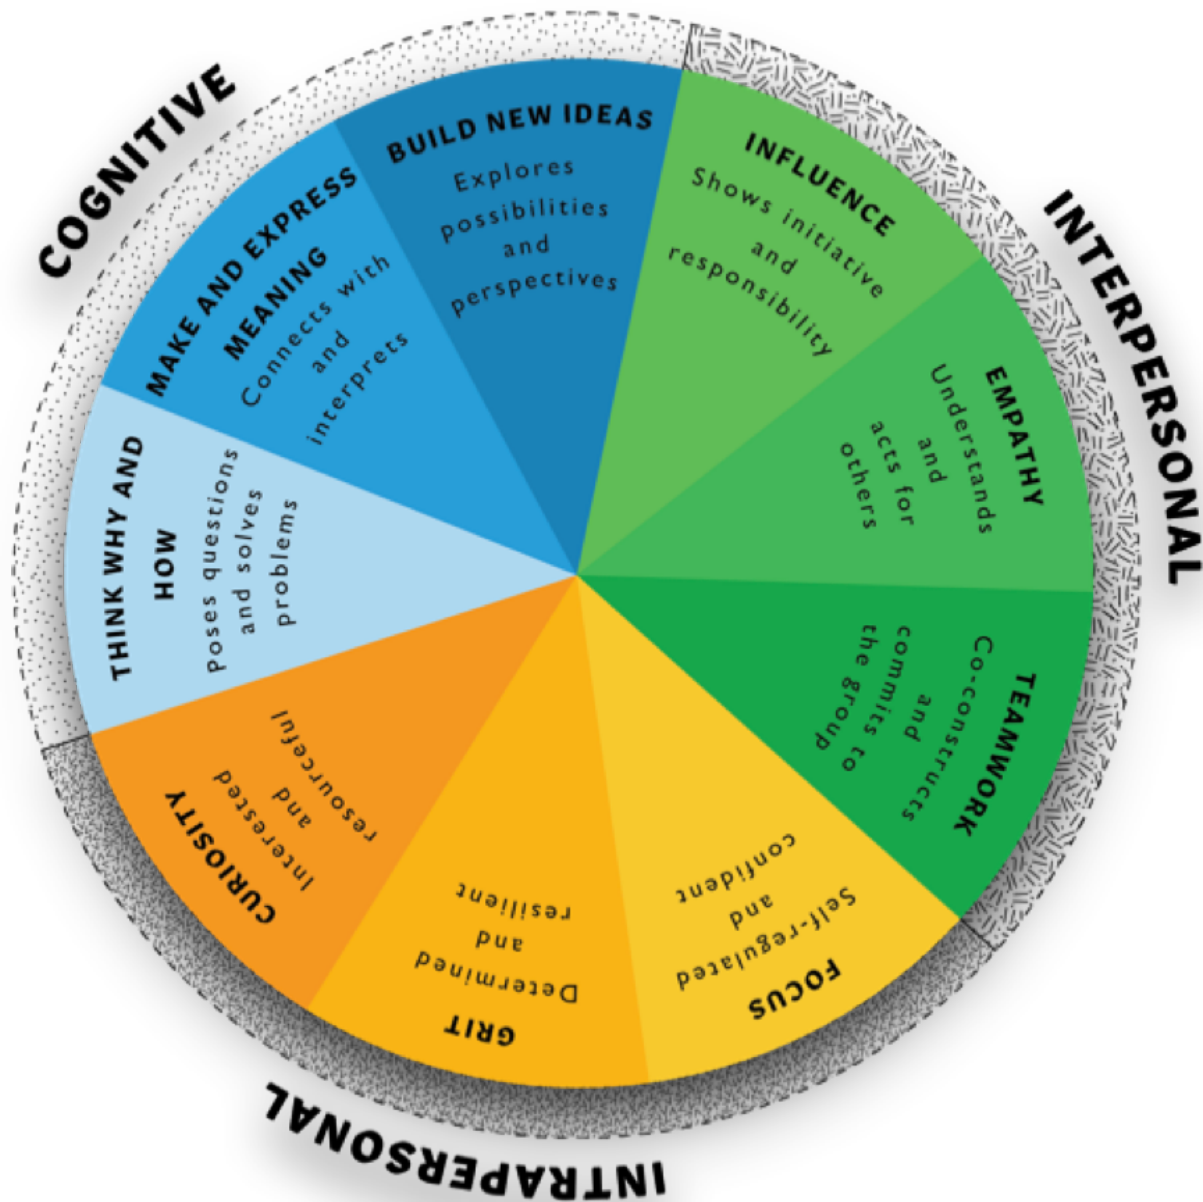 COGNITIVE
BUILD NEW IDEAS
Explores
possibilities
and
perspectives
MAKE AND EXPRESS
MEANING
Connects with
and
interprets
THINK WHY AND
HOW
Poses questions
and solves
problems
INTERPERSONAL
INFLUENCE
Shows initiative
and
responsibility
EMPATHY
Understands
and
acts for
others
TEAMWORK
Co-constructs
and
commits to
the group
INTRAPERSONAL
FOCUS
Self-regulated
and
confident
GRIT
Determined
and
resilient
CURIOSITY
Interested
and
resourceful